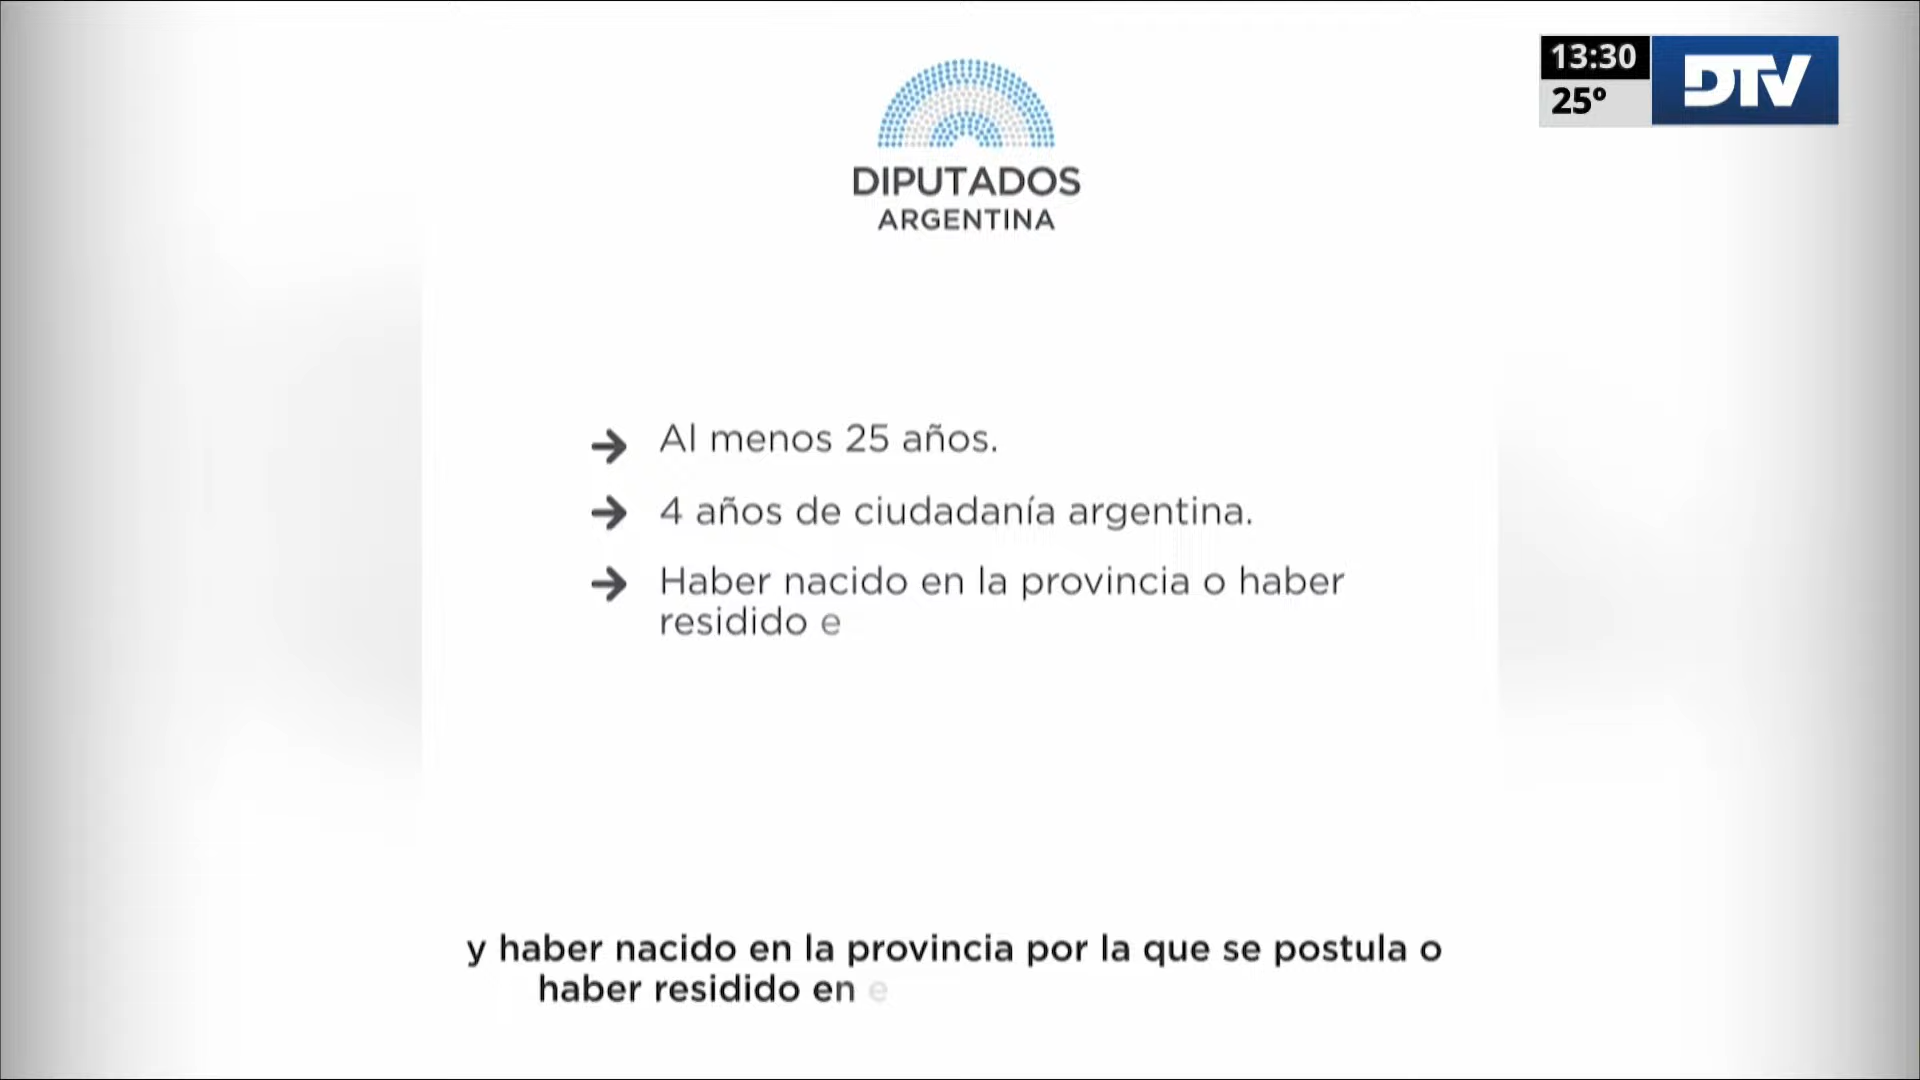 13:30
25°
DTV
DIPUTADOS
ARGENTINA
→ Al menos 25 años.
→ 4 años de ciudadanía argentina.
→ Haber nacido en la provincia o haber
residido e
y haber nacido en la provincia por la que se postula o
haber residido en e